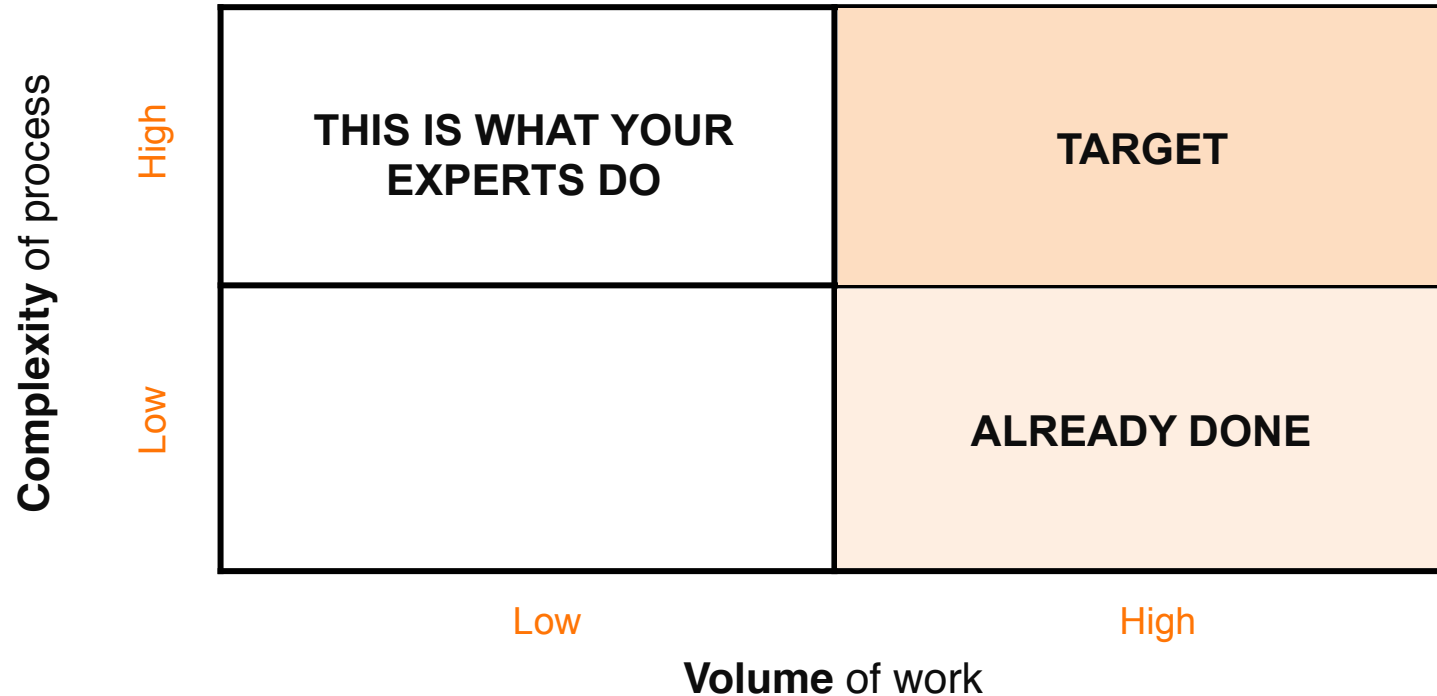 Complexity of process
High
Low
THIS IS WHAT YOUR
EXPERTS DO
TARGET
ALREADY DONE
Low
High
Volume of work